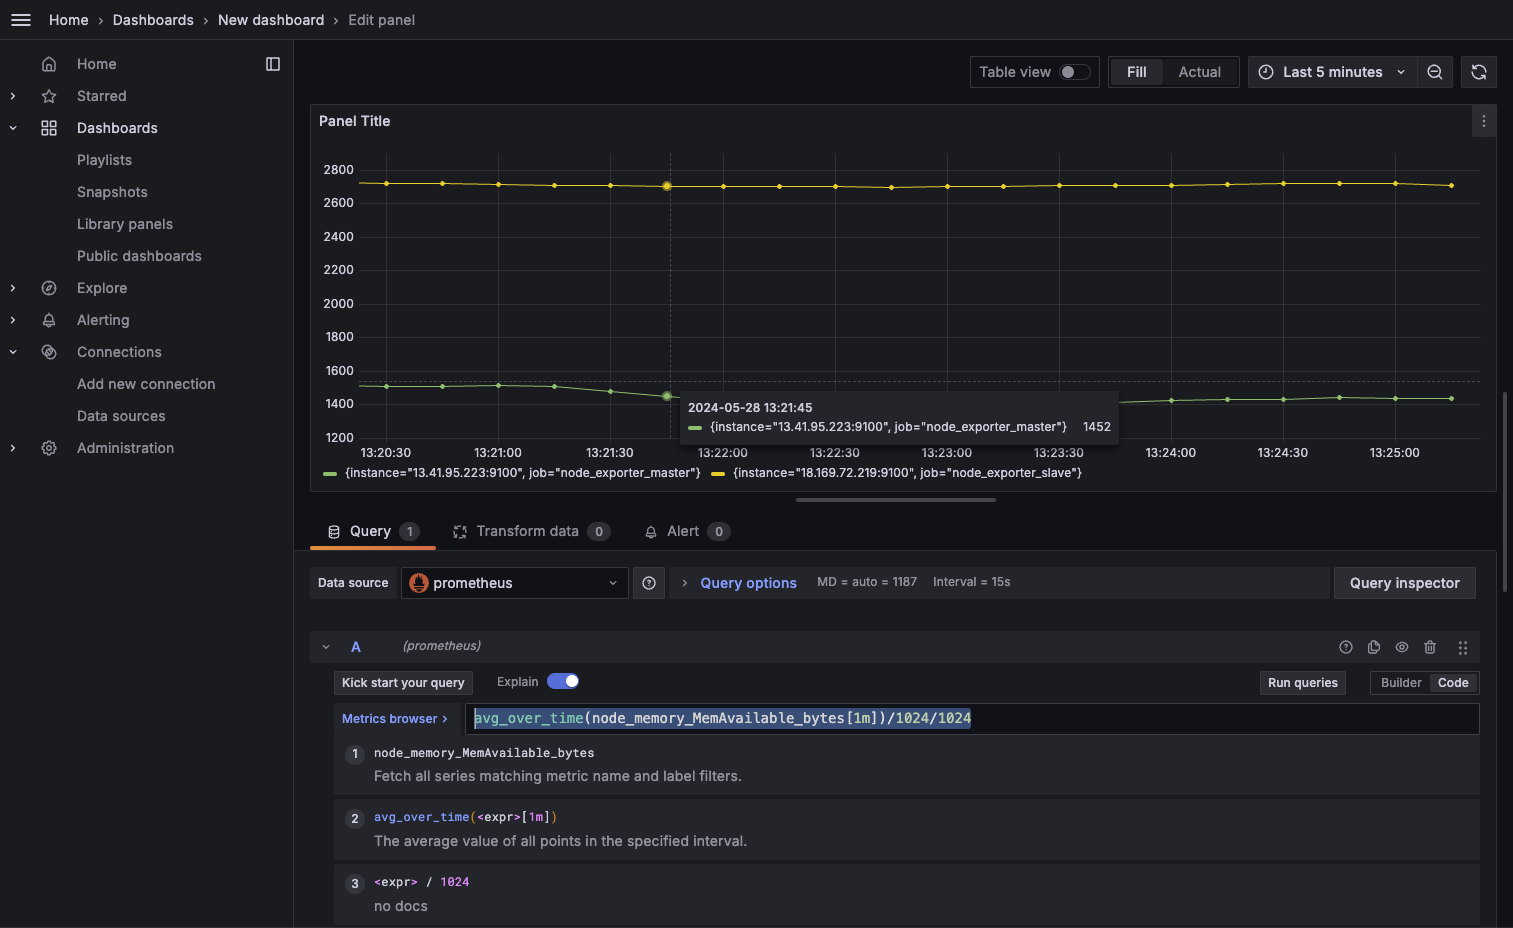 Home › Dashboards › New dashboard › Edit panel
Home
Starred
Dashboards
Playlists
Snapshots
Library panels
Public dashboards
Explore
Alerting
Connections
Add new connection
Data sources
Administration
Table view
Fill Actual
Last 5 minutes
Panel Title
2800
2600
2400
2200
2000
1800
1600
1400
1200
2024-05-28 13:21:45
{instance="13.41.95.223:9100", job="node_exporter_master"} 1452
13:20:30 13:21:00 13:21:30 13:22:00 13:22:30 13:23:00 13:23:30 13:24:00 13:24:30 13:25:00
{instance="13.41.95.223:9100", job="node_exporter_master"} {instance="18.169.72.219:9100", job="node_exporter_slave"}
Query 1 Transform data 0 Alert 0
Data source prometheus Query options MD = auto = 1187 Interval = 15s Query inspector
A (prometheus)
Kick start your query Explain Run queries Builder Code
Metrics browser › avg_over_time(node_memory_MemAvailable_bytes[1m])/1024/1024
1 node_memory_MemAvailable_bytes
Fetch all series matching metric name and label filters.
2 avg_over_time(<expr>[1m])
The average value of all points in the specified interval.
3 <expr> / 1024
no docs